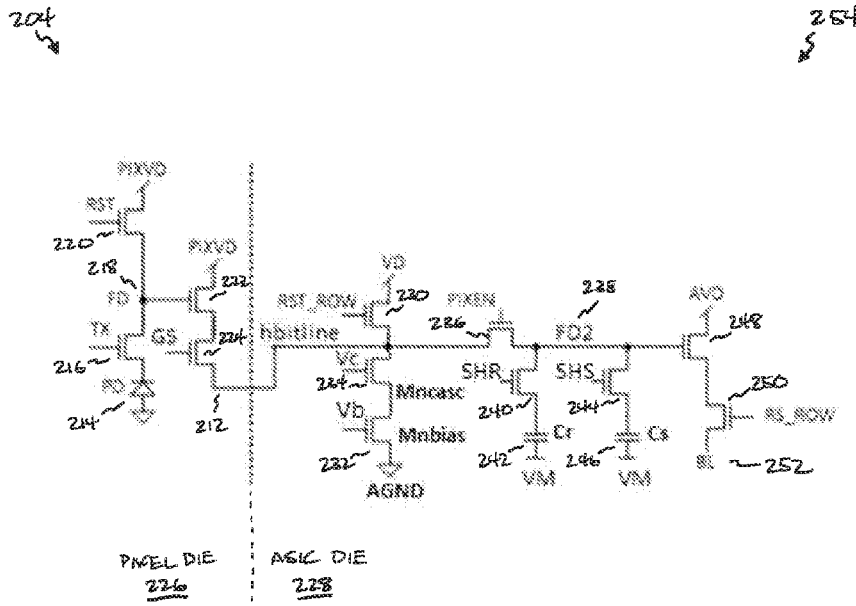 204
254
PIXVD
RST
220
218
FD
TX
216
PD
214
PIXVD
222
GS
224
212
hbitline
VD
RST_ROW
230
PIXEN
236
238
FD2
Vc
234
Mncasc
Vb
Mnbias
232
AGND
SHR
240
Cr
242
VM
SHS
244
Cs
246
VM
AVD
248
250
RS_ROW
BL
252
PIXEL DIE
226
ASIC DIE
228